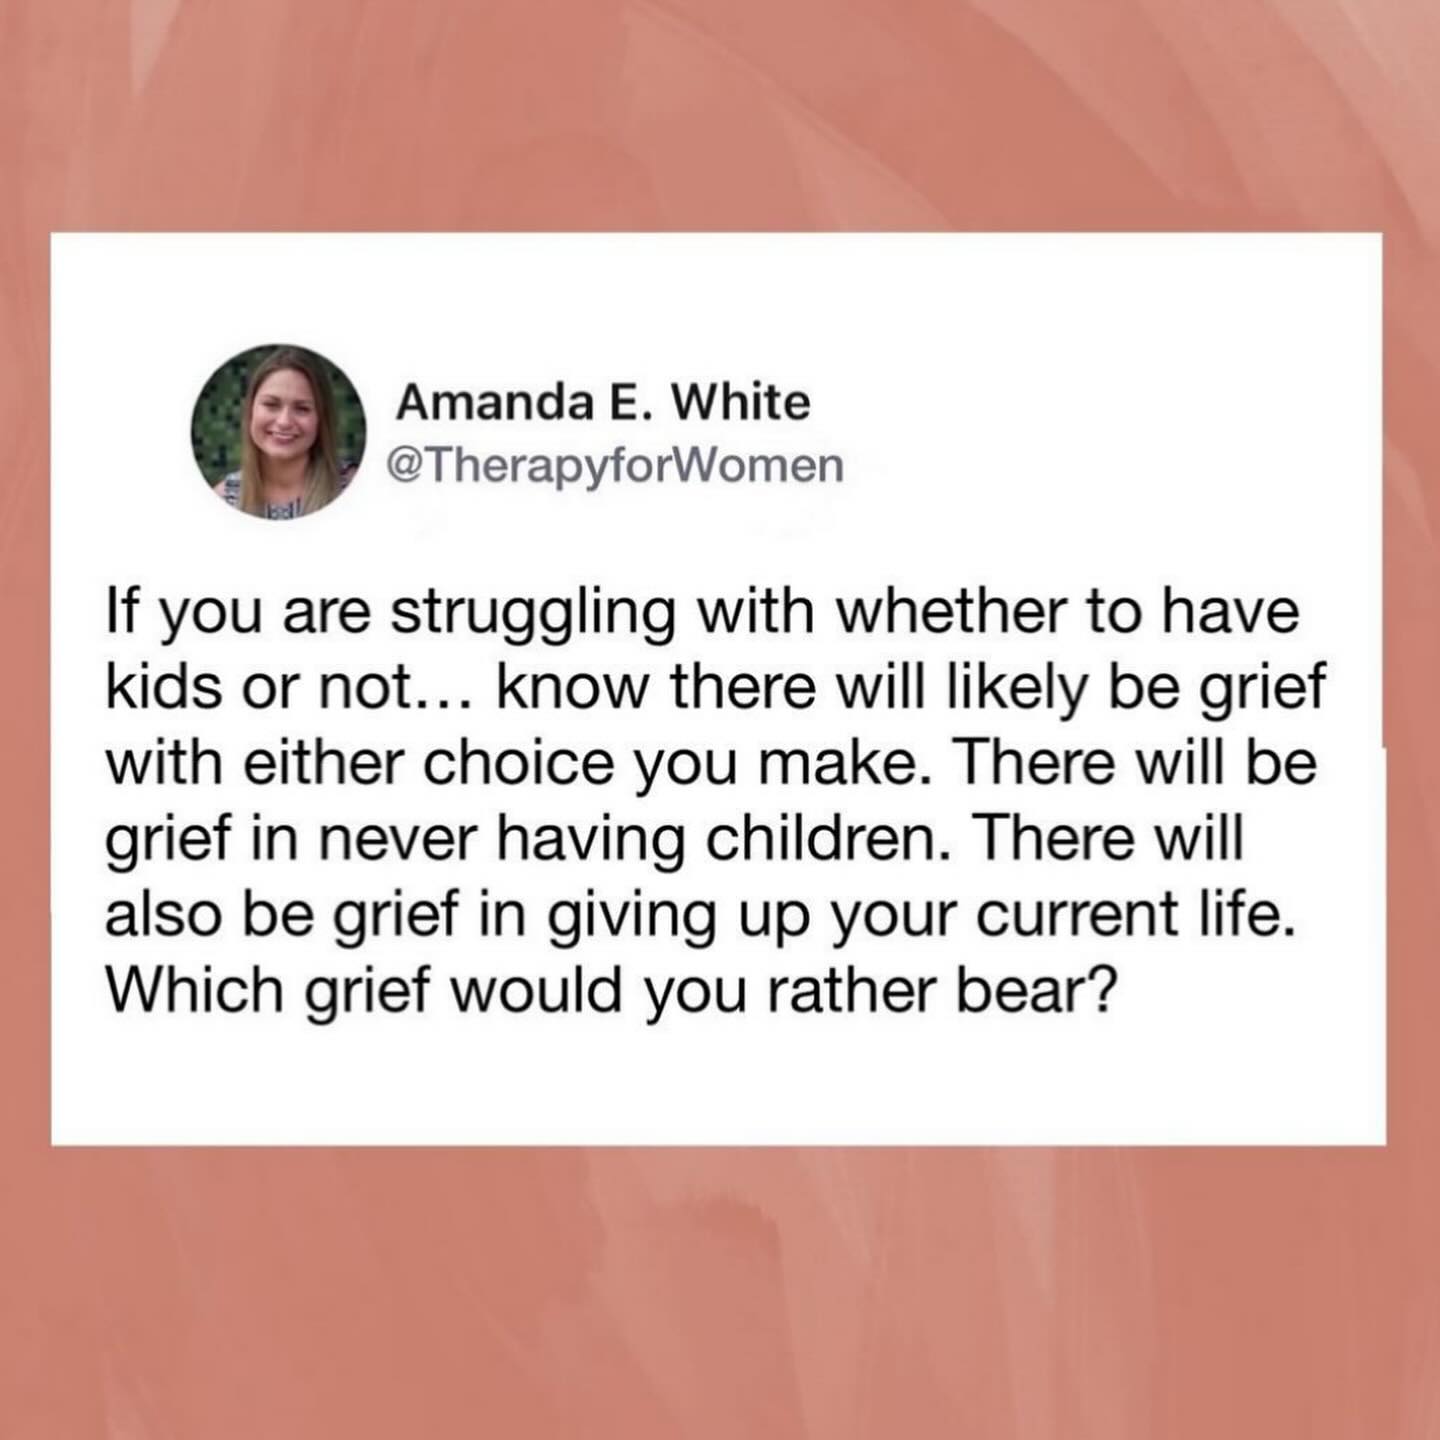 Amanda E. White
@TherapyforWomen
If you are struggling with whether to have
kids or not... know there will likely be grief
with either choice you make. There will be
grief in never having children. There will
also be grief in giving up your current life.
Which grief would you rather bear?